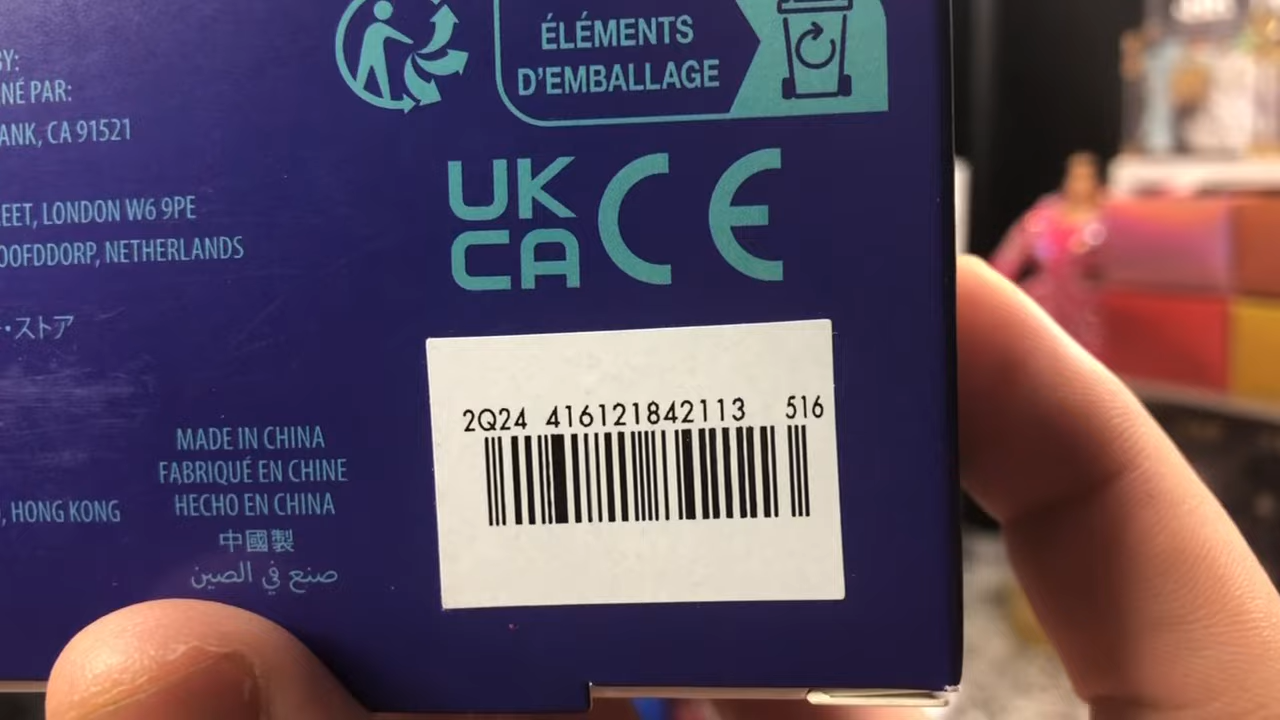 BY:
NÉ PAR:
ANK, CA 91521
EET, LONDON W6 9PE
OOFDDORP, NETHERLANDS
・ストア
, HONG KONG
MADE IN CHINA
FABRIQUÉ EN CHINE
HECHO EN CHINA
中國製
صنع في الصين
ÉLÉMENTS
D'EMBALLAGE
UK
CA CE
2Q24 416121842113 516